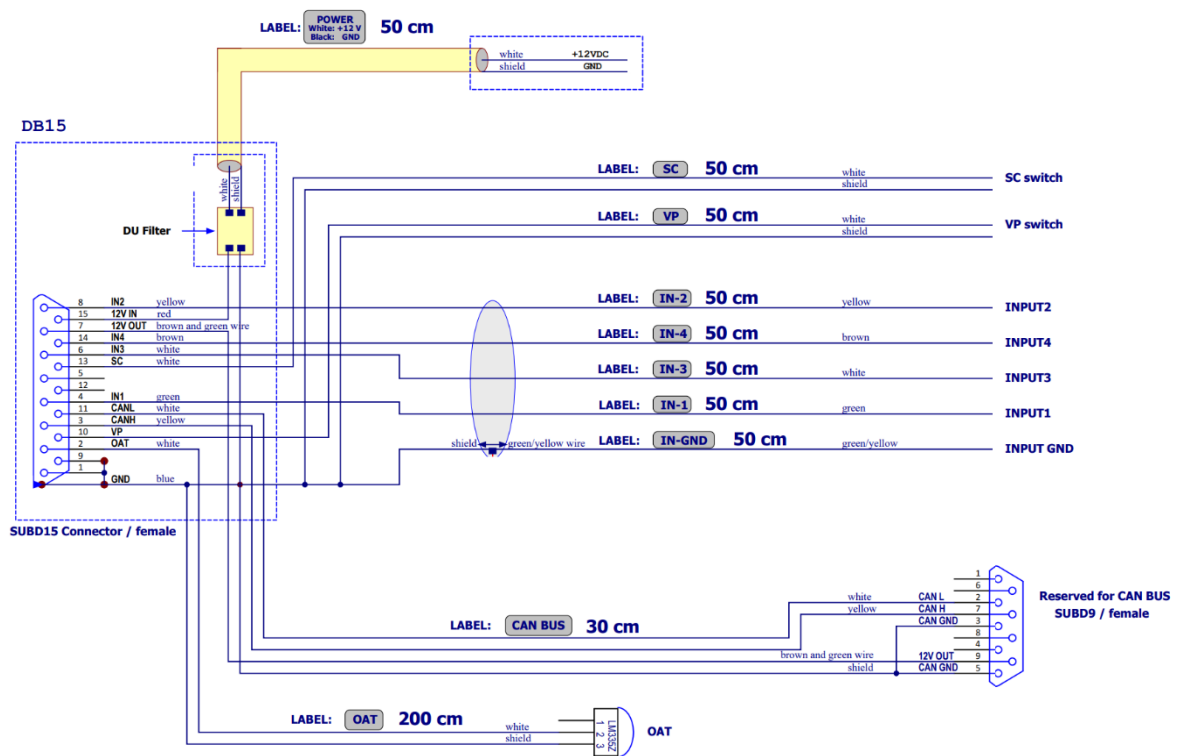 LABEL: POWER 50 cm
White: +12 V
Black: GND
white +12VDC
shield GND
DB15
white
shield
DU Filter
LABEL: SC 50 cm white SC switch
shield
LABEL: VP 50 cm white VP switch
shield
8 IN2 yellow LABEL: IN-2 50 cm yellow INPUT2
15 12V IN red
7 12V OUT brown and green wire
14 IN4 brown LABEL: IN-4 50 cm brown INPUT4
6 IN3 white
13 SC white LABEL: IN-3 50 cm white INPUT3
5
12
4 IN1 green LABEL: IN-1 50 cm green INPUT1
11 CANL white
3 CANH yellow
10 VP
2 OAT white shield green/yellow wire LABEL: IN-GND 50 cm green/yellow INPUT GND
9
1
GND blue
SUBD15 Connector / female
1
6
white CAN L 2
yellow CAN H 7
CAN GND 3
8
4
brown and green wire 12V OUT 9
shield CAN GND 5
Reserved for CAN BUS
SUBD9 / female
LABEL: CAN BUS 30 cm
LABEL: OAT 200 cm
white
shield
1
2
3
LM335Z
OAT